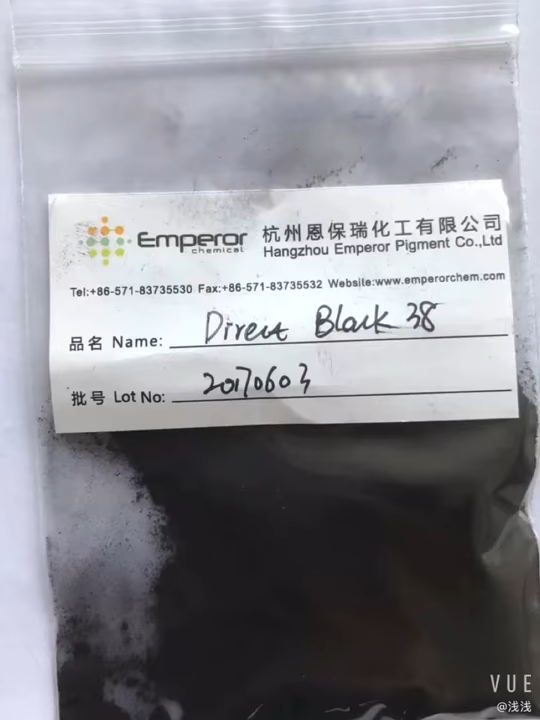 Emperor
chemical
杭州恩保瑞化工有限公司
Hangzhou Emperor Pigment Co.,Ltd
Tel:+86-571-83735530 Fax:+86-571-83735532 Website:www.emperorchem.com
品名 Name: Direct Black 38
批号 Lot No: 20170603
VUE
@浅浅